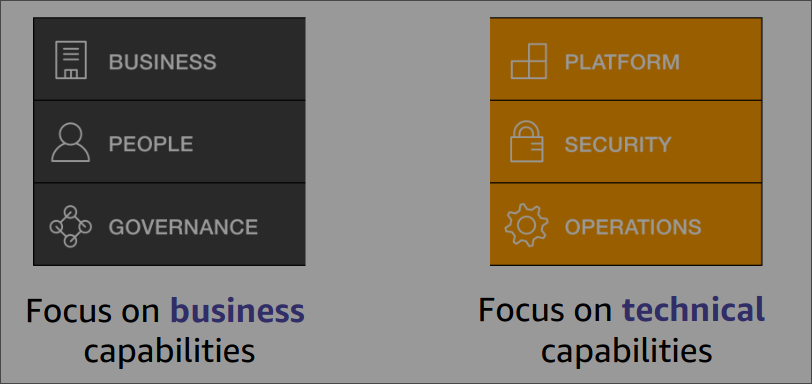 BUSINESS
PEOPLE
GOVERNANCE
Focus on business
capabilities
PLATFORM
SECURITY
OPERATIONS
Focus on technical
capabilities